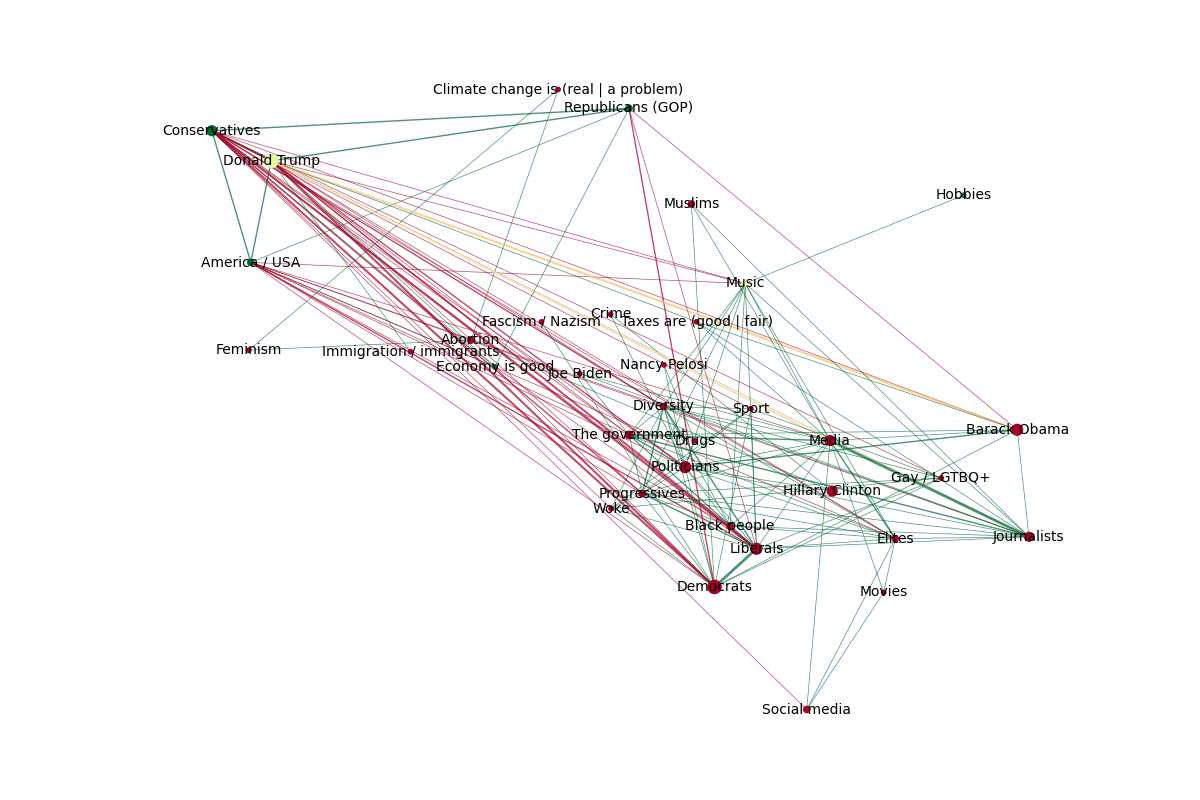 Climate change is (real | a problem)
Republicans (GOP)
Conservatives
Donald Trump
Hobbies
Muslims
America / USA
Music
Crime
Fascism / Nazism
Taxes are (good | fair)
Abortion
Feminism
Immigration / immigrants
Economy is good
Nancy Pelosi
Joe Biden
Diversity
Sport
Barack Obama
The government
Drugs
Media
Politicians
Gay / LGTBQ+
Progressives
Hillary Clinton
Woke
Black people
Journalists
Elites
Liberals
Democrats
Movies
Social media